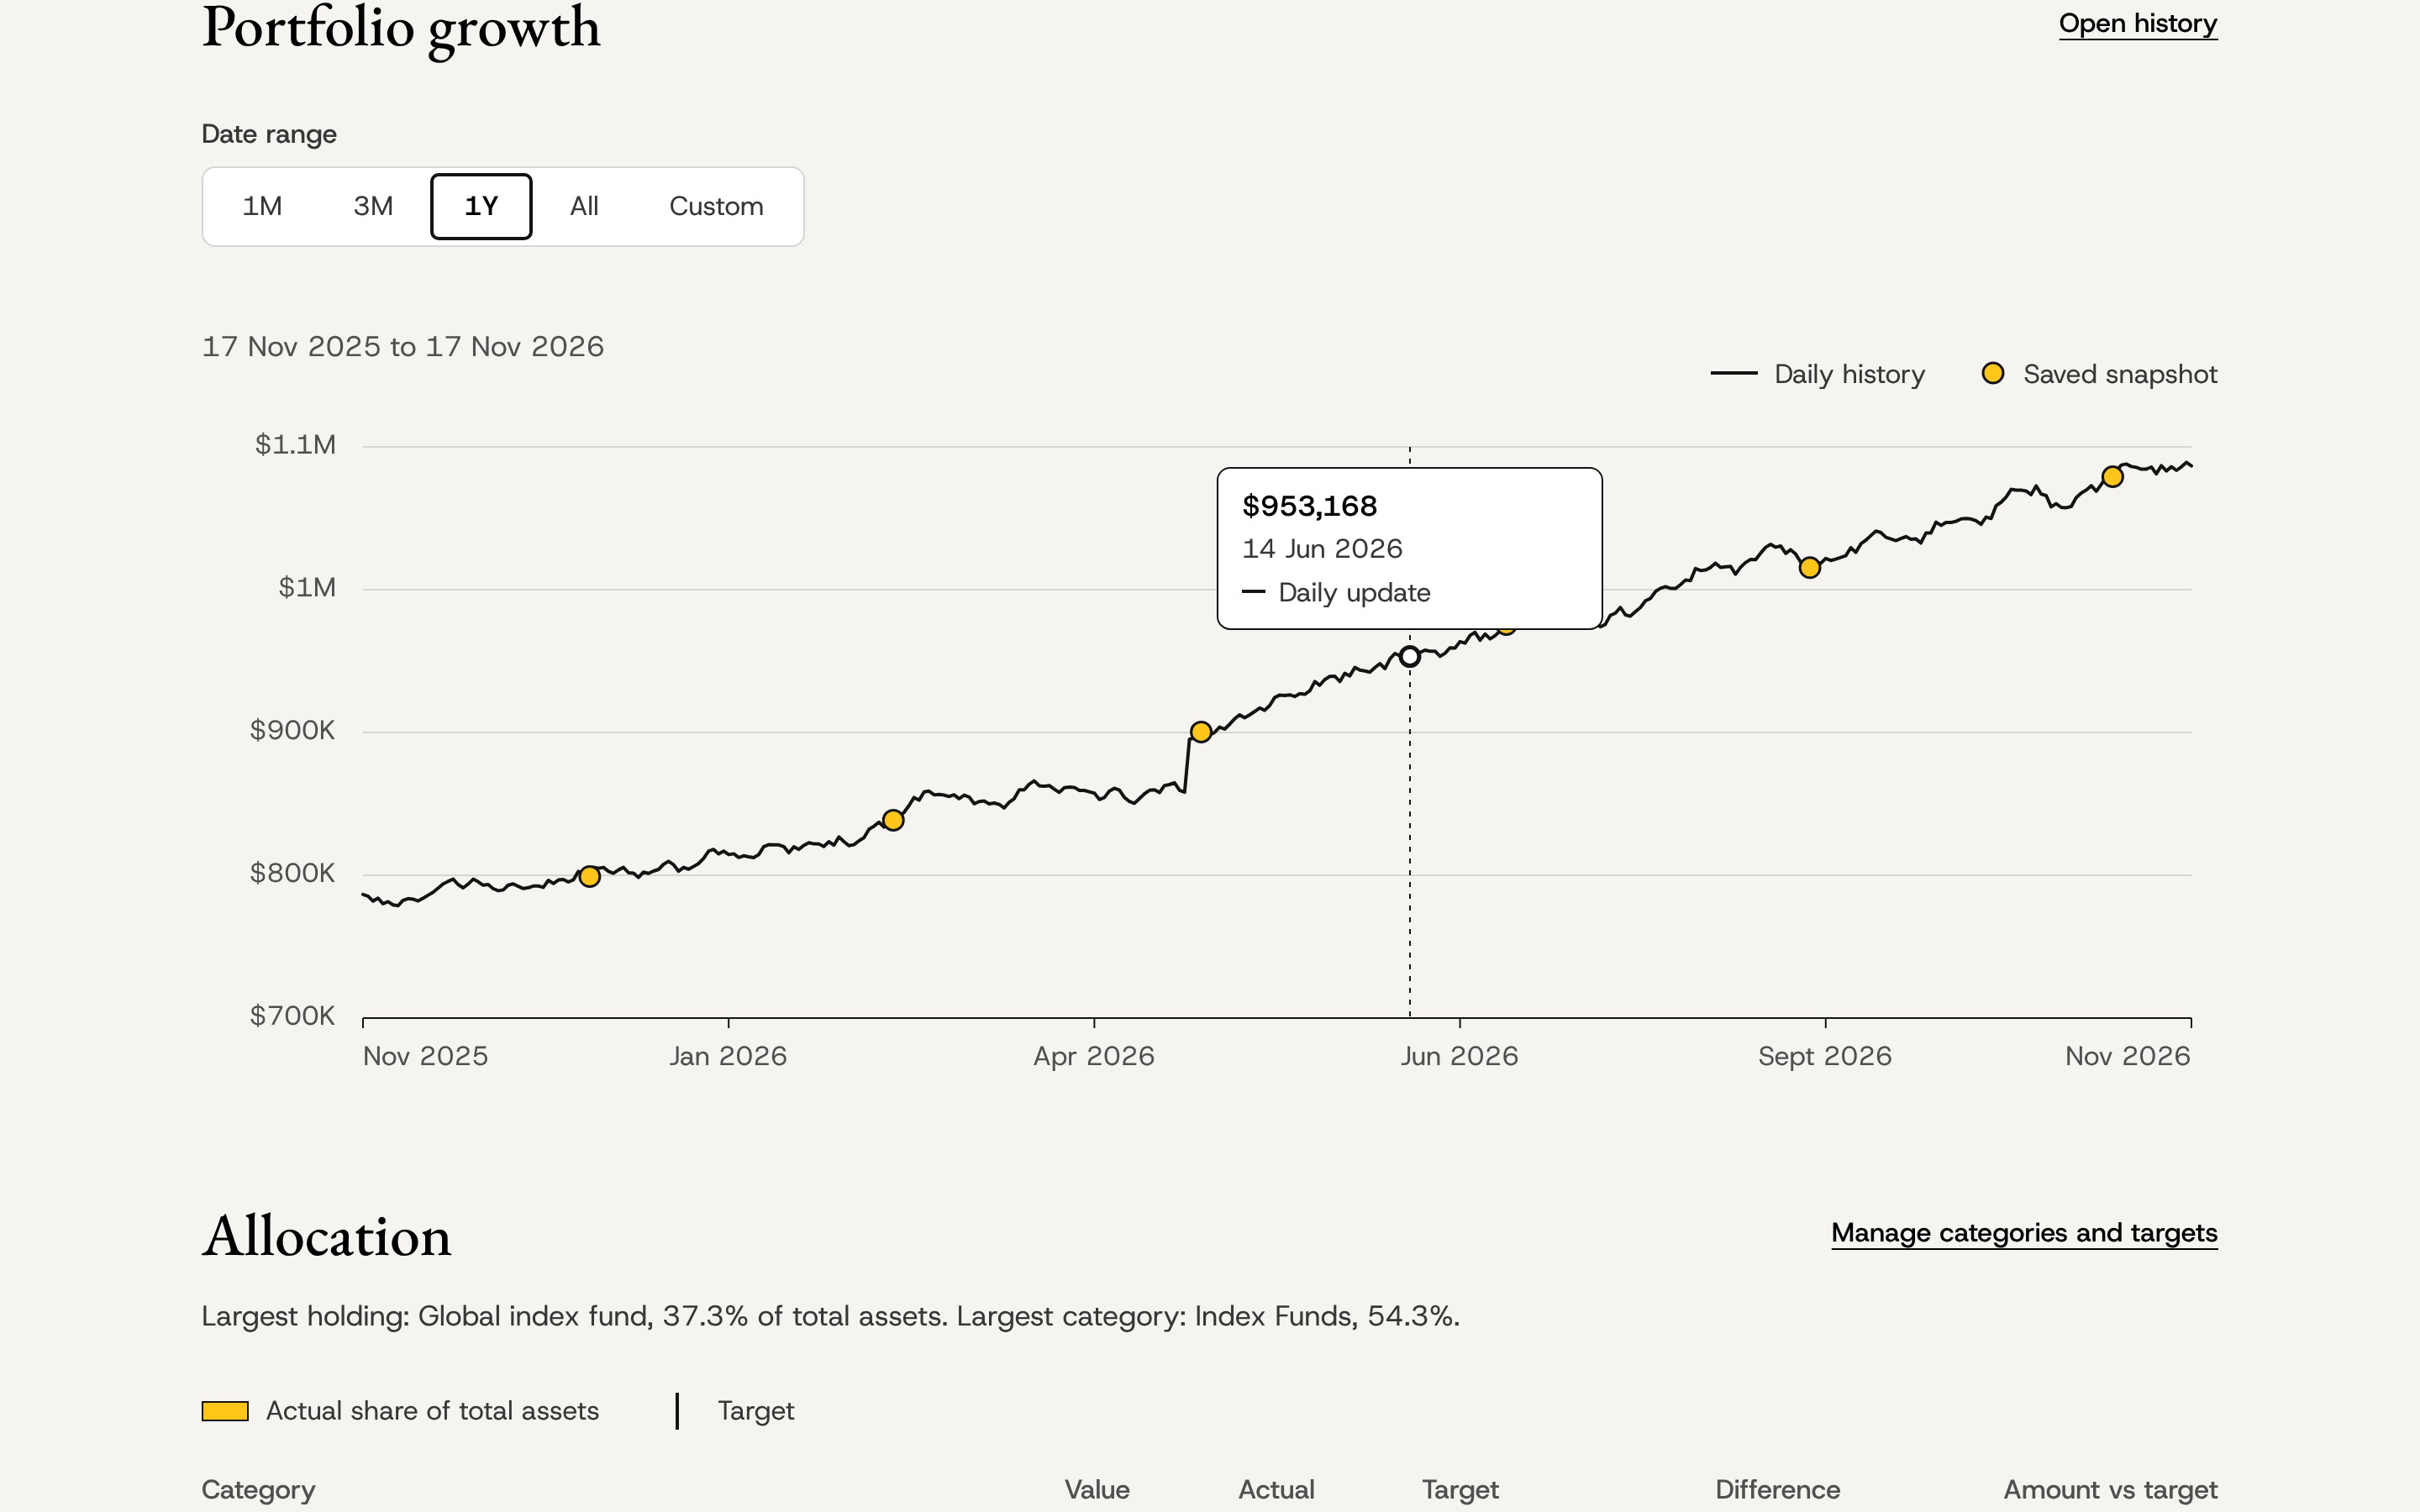 Portfolio growth
Open history
Date range
1M 3M 1Y All Custom
17 Nov 2025 to 17 Nov 2026
Daily history Saved snapshot
$1.1M
$953,168
14 Jun 2026
Daily update
$1M
$900K
$800K
$700K
Nov 2025 Jan 2026 Apr 2026 Jun 2026 Sept 2026 Nov 2026
Allocation
Manage categories and targets
Largest holding: Global index fund, 37.3% of total assets. Largest category: Index Funds, 54.3%.
Actual share of total assets Target
Category Value Actual Target Difference Amount vs target